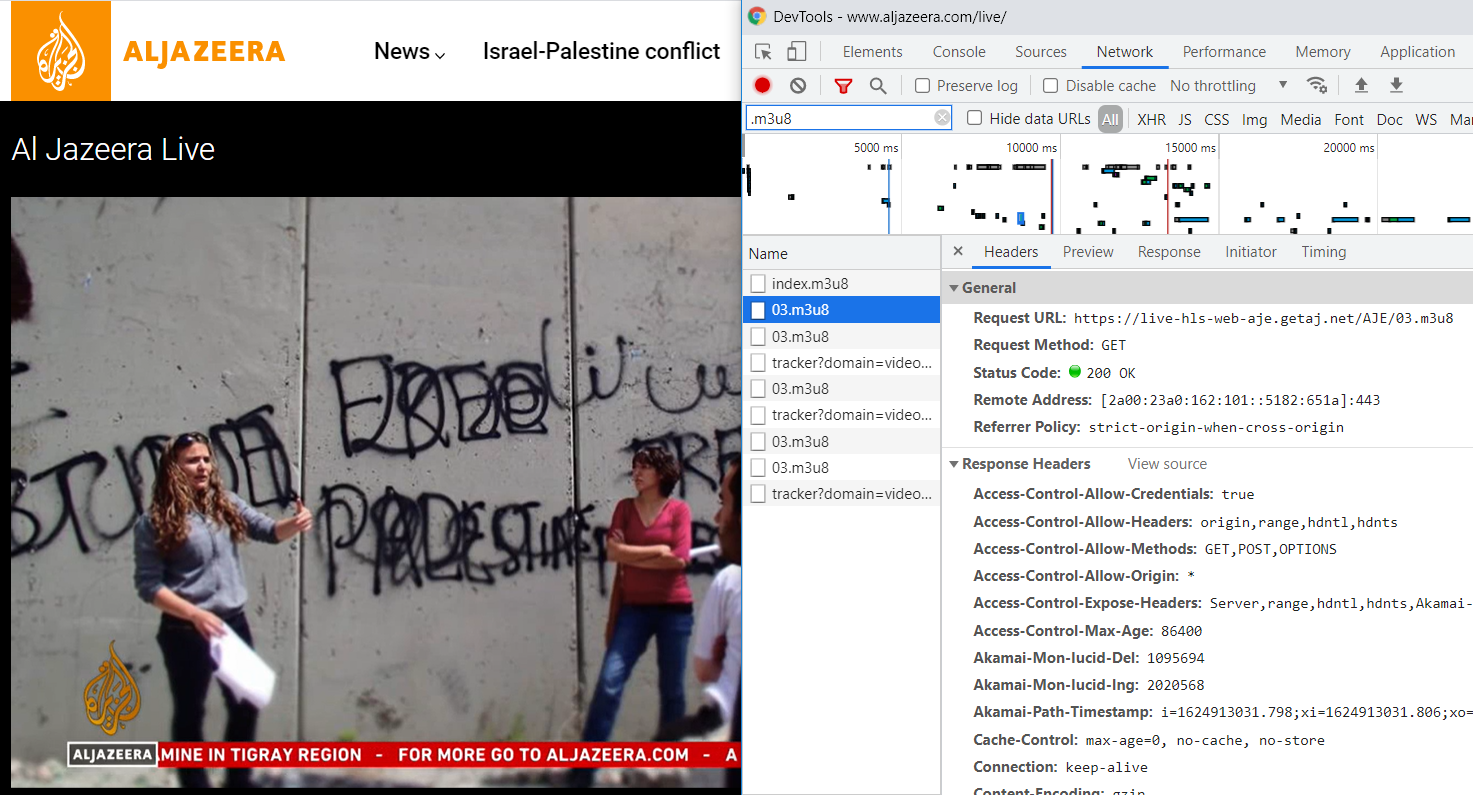 ALJAZEERA
News
Israel-Palestine conflict
Al Jazeera Live
FREE
PALESTINE
ALJAZEERA MINE IN TIGRAY REGION - FOR MORE GO TO ALJAZEERA.COM - A
DevTools - www.aljazeera.com/live/
Elements Console Sources Network Performance Memory Application
Preserve log Disable cache No throttling
.m3u8 Hide data URLs All XHR JS CSS Img Media Font Doc WS
5000 ms 10000 ms 15000 ms 20000 ms
Name
index.m3u8
03.m3u8
03.m3u8
tracker?domain=video...
03.m3u8
tracker?domain=video...
03.m3u8
03.m3u8
tracker?domain=video...
× Headers Preview Response Initiator Timing
General
Request URL: https://live-hls-web-aje.getaj.net/AJE/03.m3u8
Request Method: GET
Status Code: 200 OK
Remote Address: [2a00:23a0:162:101::5182:651a]:443
Referrer Policy: strict-origin-when-cross-origin
Response Headers View source
Access-Control-Allow-Credentials: true
Access-Control-Allow-Headers: origin,range,hdntl,hdnts
Access-Control-Allow-Methods: GET,POST,OPTIONS
Access-Control-Allow-Origin: *
Access-Control-Expose-Headers: Server,range,hdntl,hdnts,Akamai-
Access-Control-Max-Age: 86400
Akamai-Mon-Iucid-Del: 1095694
Akamai-Mon-Iucid-Ing: 2020568
Akamai-Path-Timestamp: i=1624913031.798;xi=1624913031.806;xo=
Cache-Control: max-age=0, no-cache, no-store
Connection: keep-alive
Content-Encoding: gzip